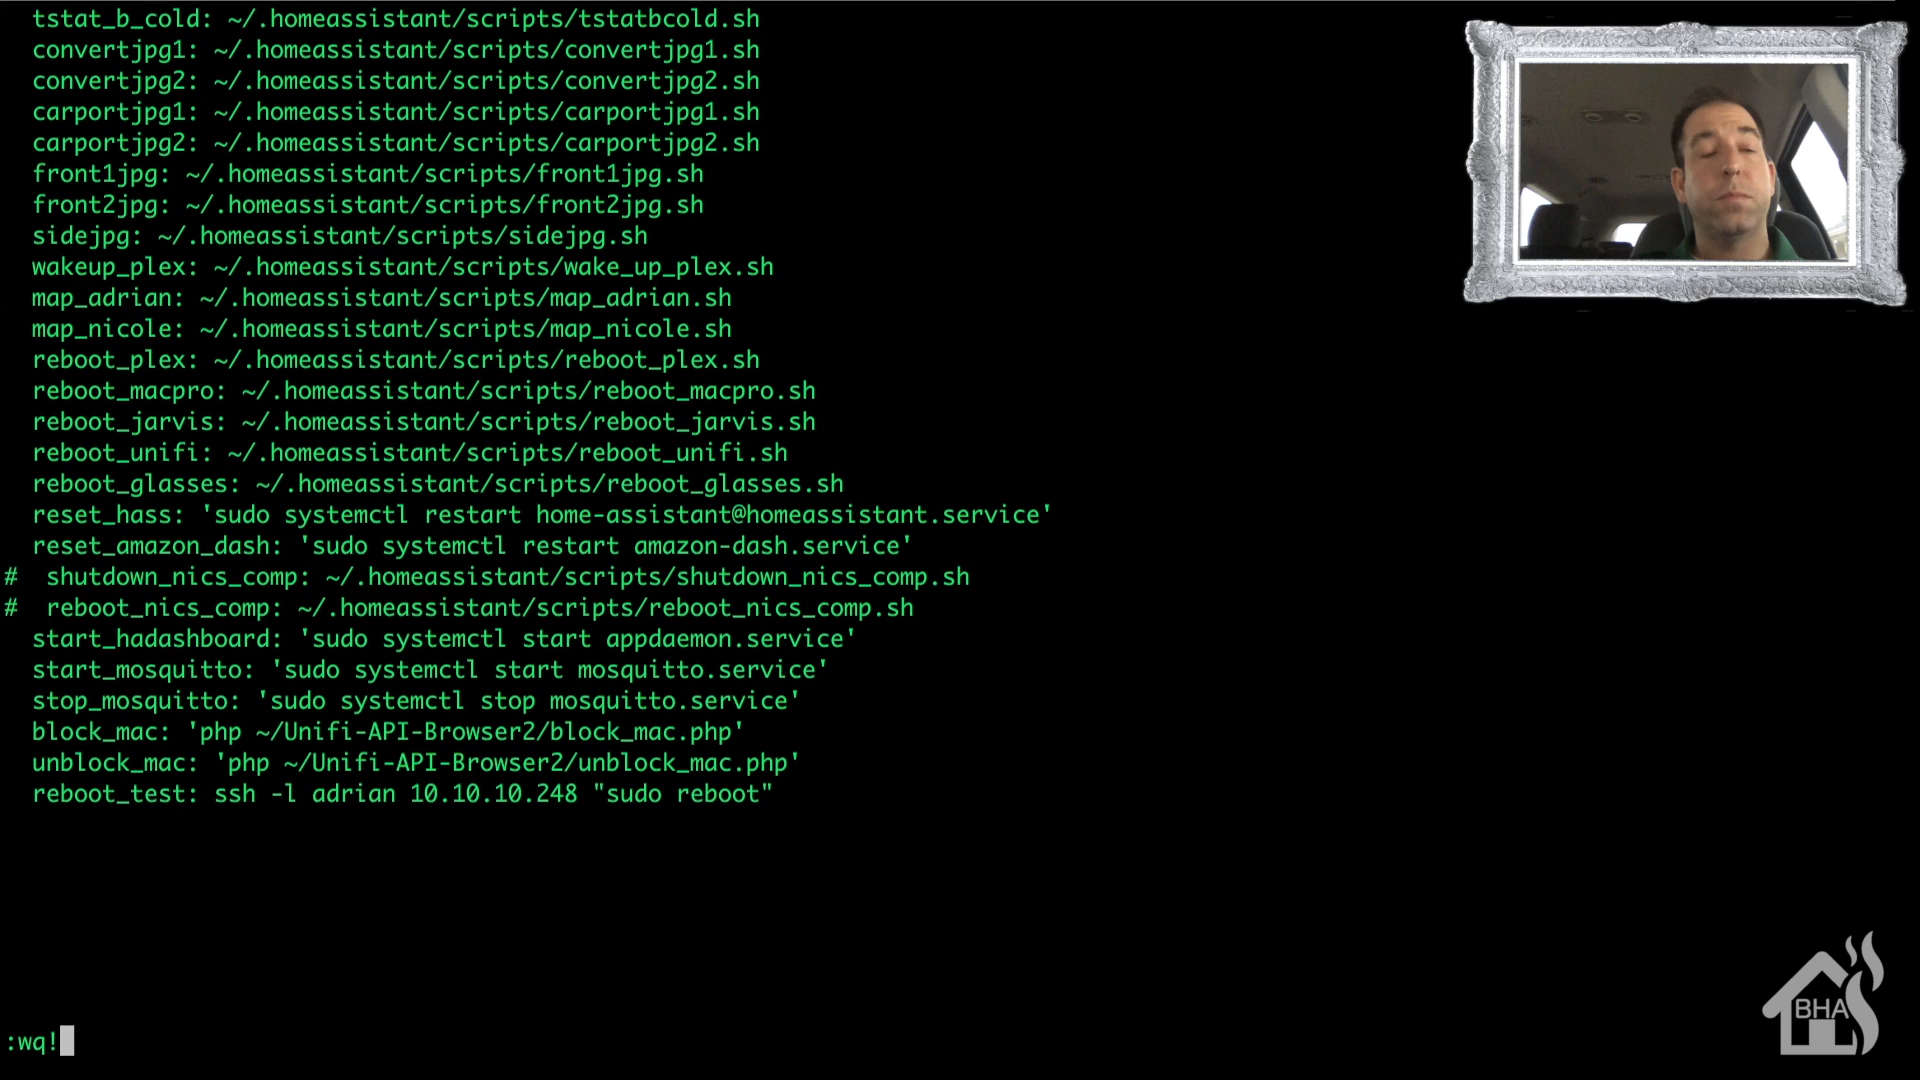 tstat_b_cold: ~/.homeassistant/scripts/tstatbcold.sh
convertjpg1: ~/.homeassistant/scripts/convertjpg1.sh
convertjpg2: ~/.homeassistant/scripts/convertjpg2.sh
carportjpg1: ~/.homeassistant/scripts/carportjpg1.sh
carportjpg2: ~/.homeassistant/scripts/carportjpg2.sh
front1jpg: ~/.homeassistant/scripts/front1jpg.sh
front2jpg: ~/.homeassistant/scripts/front2jpg.sh
sidejpg: ~/.homeassistant/scripts/sidejpg.sh
wakeup_plex: ~/.homeassistant/scripts/wake_up_plex.sh
map_adrian: ~/.homeassistant/scripts/map_adrian.sh
map_nicole: ~/.homeassistant/scripts/map_nicole.sh
reboot_plex: ~/.homeassistant/scripts/reboot_plex.sh
reboot_macpro: ~/.homeassistant/scripts/reboot_macpro.sh
reboot_jarvis: ~/.homeassistant/scripts/reboot_jarvis.sh
reboot_unifi: ~/.homeassistant/scripts/reboot_unifi.sh
reboot_glasses: ~/.homeassistant/scripts/reboot_glasses.sh
reset_hass: 'sudo systemctl restart home-assistant@homeassistant.service'
reset_amazon_dash: 'sudo systemctl restart amazon-dash.service'
#  shutdown_nics_comp: ~/.homeassistant/scripts/shutdown_nics_comp.sh
#  reboot_nics_comp: ~/.homeassistant/scripts/reboot_nics_comp.sh
start_hadashboard: 'sudo systemctl start appdaemon.service'
start_mosquitto: 'sudo systemctl start mosquitto.service'
stop_mosquitto: 'sudo systemctl stop mosquitto.service'
block_mac: 'php ~/Unifi-API-Browser2/block_mac.php'
unblock_mac: 'php ~/Unifi-API-Browser2/unblock_mac.php'
reboot_test: ssh -l adrian 10.10.10.248 "sudo reboot"
BHA
:wq!